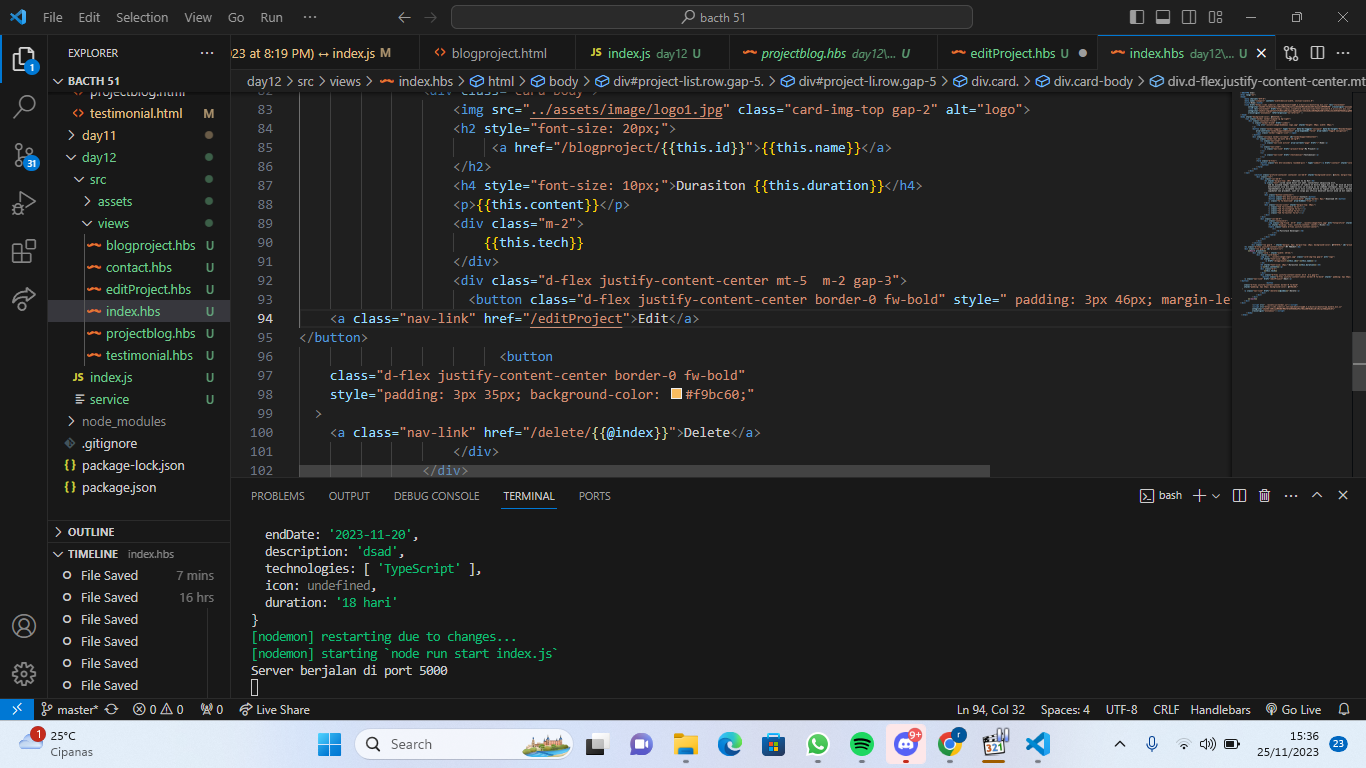 File Edit Selection View Go Run ··· bacth 51
EXPLORER ···
BACTH 51
testimonial.html M
day11
day12
src
assets
views
blogproject.hbs U
contact.hbs U
editProject.hbs U
index.hbs U
projectblog.hbs U
testimonial.hbs U
index.js U
service U
node_modules
.gitignore
package-lock.json
package.json
OUTLINE
TIMELINE index.hbs
File Saved 7 mins
File Saved 16 hrs
File Saved
File Saved
File Saved
File Saved
023 at 8:19 PM) ↔ index.js M blogproject.html JS index.js day12 U projectblog.hbs day12\... U editProject.hbs U ● index.hbs day12\... U
day12 > src > views > index.hbs > html > body > div#project-list.row.gap-5. > div#project-li.row.gap-5 > div.card. > div.card-body > div.d-flex.justify-content-center.mt
83 <img src="../assets/image/logo1.jpg" class="card-img-top gap-2" alt="logo">
84 <h2 style="font-size: 20px;">
85 <a href="/blogproject/{{this.id}}">{{this.name}}</a>
86 </h2>
87 <h4 style="font-size: 10px;">Durasiton {{this.duration}}</h4>
88 <p>{{this.content}}</p>
89 <div class="m-2">
90 {{this.tech}}
91 </div>
92 <div class="d-flex justify-content-center mt-5  m-2 gap-3">
93 <button class="d-flex justify-content-center border-0 fw-bold" style=" padding: 3px 46px; margin-le
94 <a class="nav-link" href="/editProject">Edit</a>
95 </button>
96 <button
97 class="d-flex justify-content-center border-0 fw-bold"
98 style="padding: 3px 35px; background-color: #f9bc60;"
99 >
100 <a class="nav-link" href="/delete/{{@index}}">Delete</a>
101 </div>
102 </div>
PROBLEMS OUTPUT DEBUG CONSOLE TERMINAL PORTS bash
endDate: '2023-11-20',
description: 'dsad',
technologies: [ 'TypeScript' ],
icon: undefined,
duration: '18 hari'
}
[nodemon] restarting due to changes...
[nodemon] starting `node run start index.js`
Server berjalan di port 5000
master* 0 0 0 Live Share Ln 94, Col 32 Spaces: 4 UTF-8 CRLF Handlebars Go Live
1 25°C
Cipanas
Search
9+
15:36
25/11/2023 23